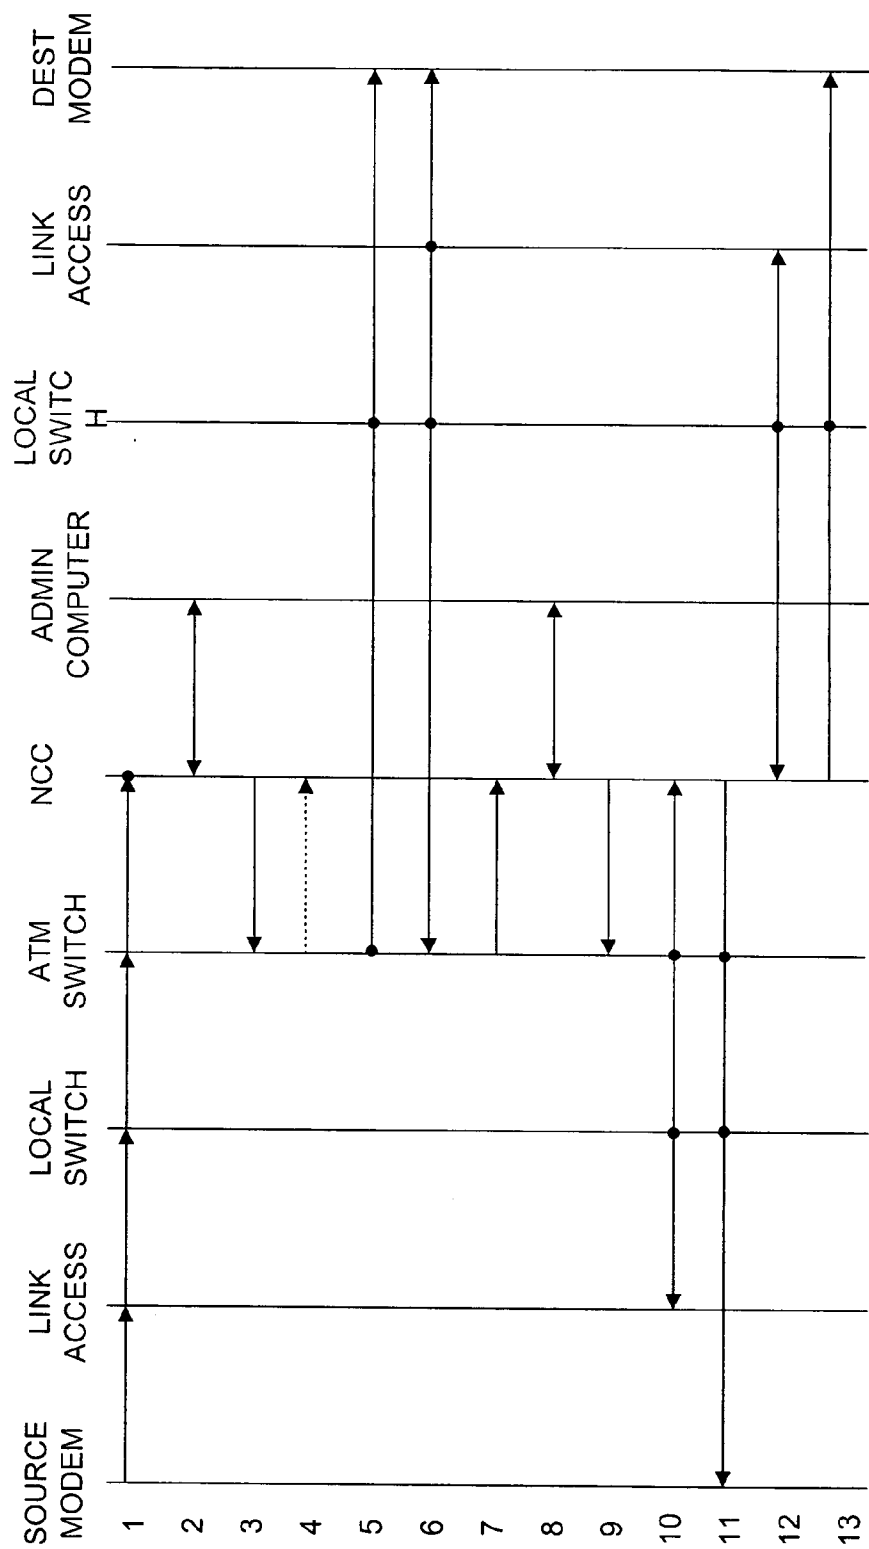 SOURCE
MODEM
LINK
ACCESS
LOCAL
SWITCH
ATM
SWITCH
NCC
ADMIN
COMPUTER
LOCAL
SWITC
H
LINK
ACCESS
DEST
MODEM
1
2
3
4
5
6
7
8
9
10
11
12
13